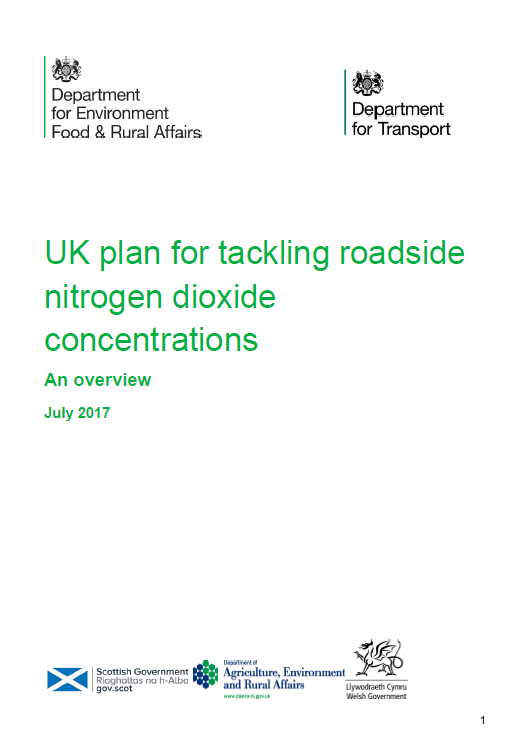 Department
for Environment
Food & Rural Affairs
Department
for Transport
UK plan for tackling roadside
nitrogen dioxide
concentrations
An overview
July 2017
Scottish Government
Riaghaltas na h-Alba
gov.scot
Department of
Agriculture, Environment
and Rural Affairs
www.daera-ni.gov.uk
Llywodraeth Cymru
Welsh Government
1